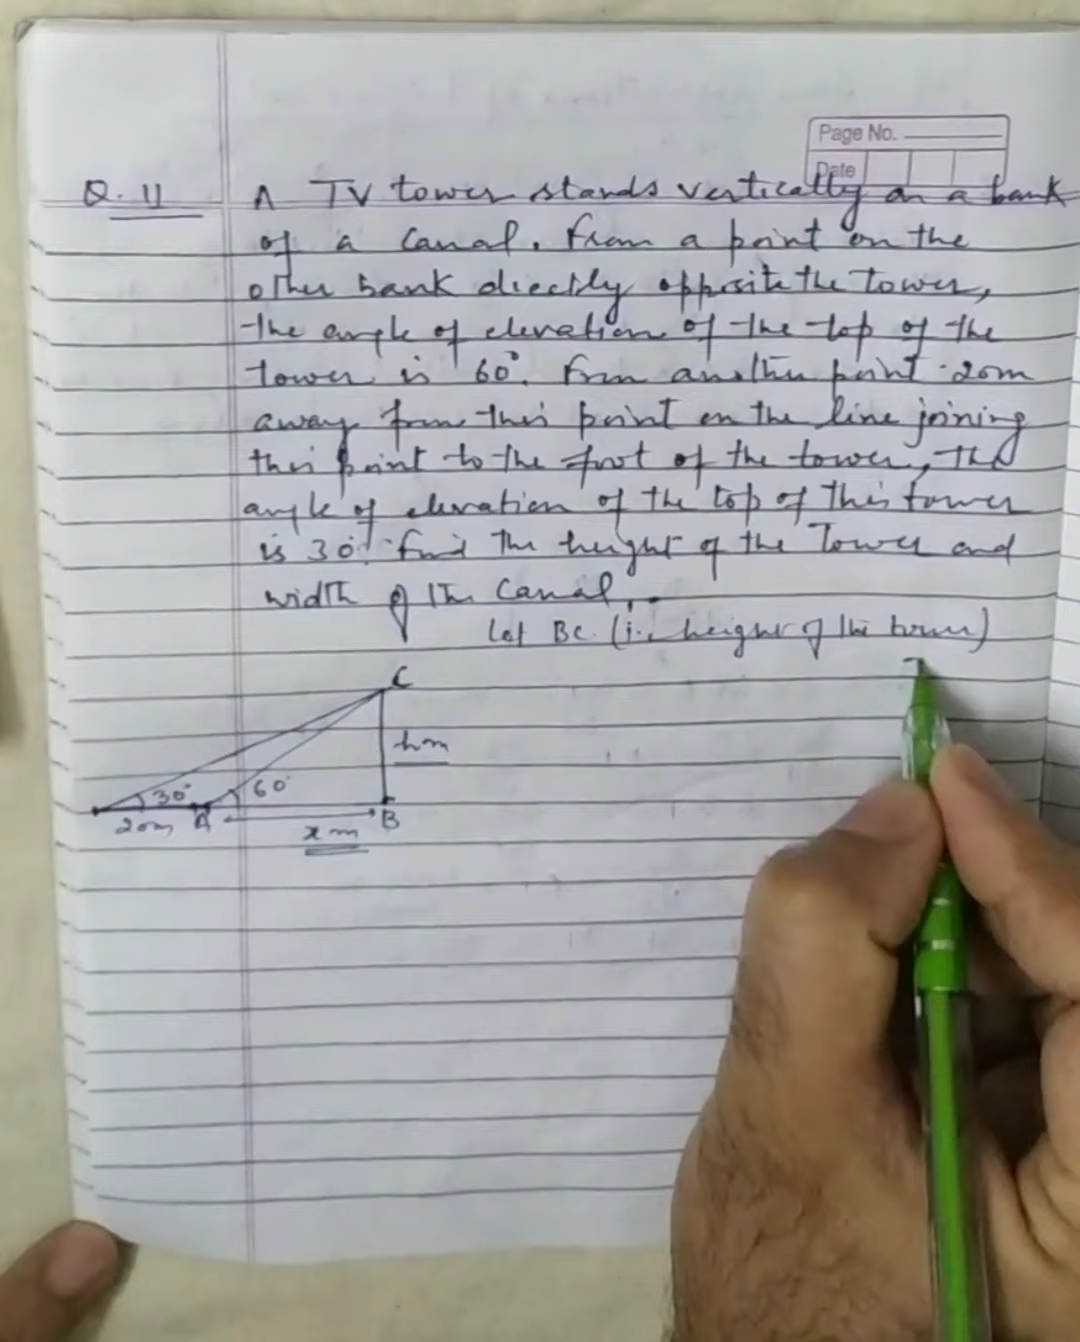 Page No.
Date
Q. 11 A TV tower stands vertically on a bank
of a canal. From a point on the
other bank directly opposite the tower,
the angle of elevation of the top of the
tower is 60°. From another point 20m
away from this point on the line joining
this point to the foot of the tower, the
angle of elevation of the top of this tower
is 30°. Find the height of the Tower and
width of the Canal.
Let BC (i.e height of the tower)
C
hm
30° 60°
20m A B
x m